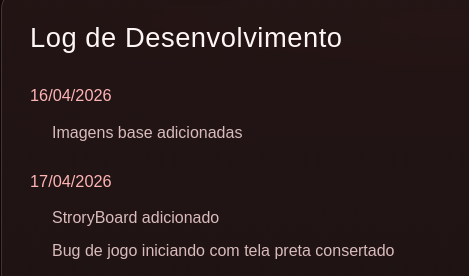 Log de Desenvolvimento
16/04/2026
Imagens base adicionadas
17/04/2026
StroryBoard adicionado
Bug de jogo iniciando com tela preta consertado